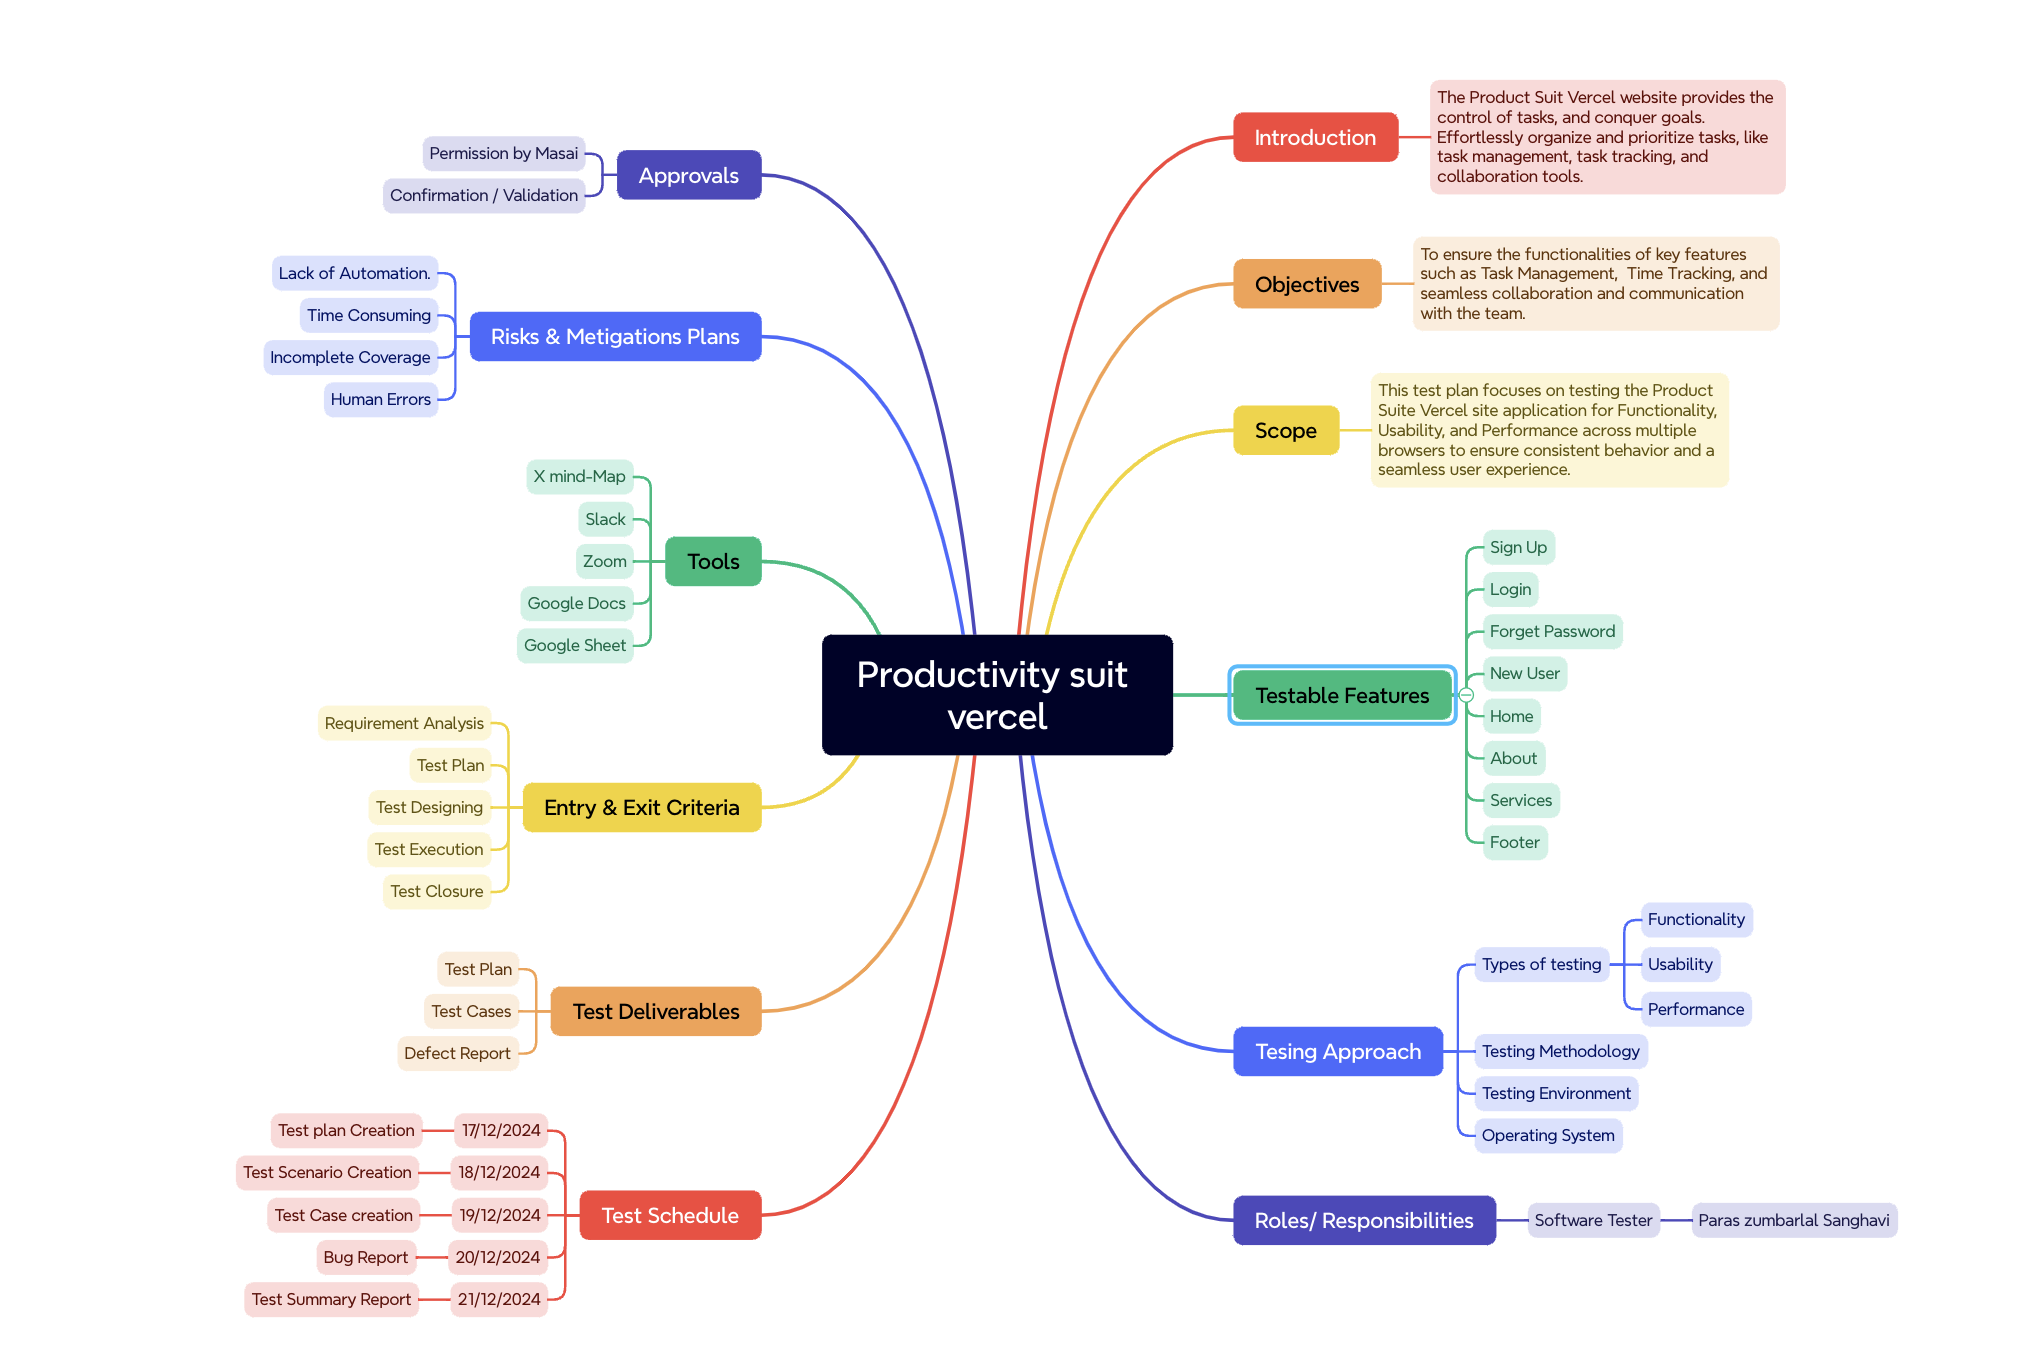 Productivity suit
vercel
Introduction
The Product Suit Vercel website provides the
control of tasks, and conquer goals.
Effortlessly organize and prioritize tasks, like
task management, task tracking, and
collaboration tools.
Objectives
To ensure the functionalities of key features
such as Task Management,  Time Tracking, and
seamless collaboration and communication
with the team.
Scope
This test plan focuses on testing the Product
Suite Vercel site application for Functionality,
Usability, and Performance across multiple
browsers to ensure consistent behavior and a
seamless user experience.
Testable Features
Sign Up
Login
Forget Password
New User
Home
About
Services
Footer
Tesing Approach
Types of testing
Functionality
Usability
Performance
Testing Methodology
Testing Environment
Operating System
Roles/ Responsibilities
Software Tester
Paras zumbarlal Sanghavi
Approvals
Permission by Masai
Confirmation / Validation
Risks & Metigations Plans
Lack of Automation.
Time Consuming
Incomplete Coverage
Human Errors
Tools
X mind-Map
Slack
Zoom
Google Docs
Google Sheet
Entry & Exit Criteria
Requirement Analysis
Test Plan
Test Designing
Test Execution
Test Closure
Test Deliverables
Test Plan
Test Cases
Defect Report
Test Schedule
17/12/2024
Test plan Creation
18/12/2024
Test Scenario Creation
19/12/2024
Test Case creation
20/12/2024
Bug Report
21/12/2024
Test Summary Report